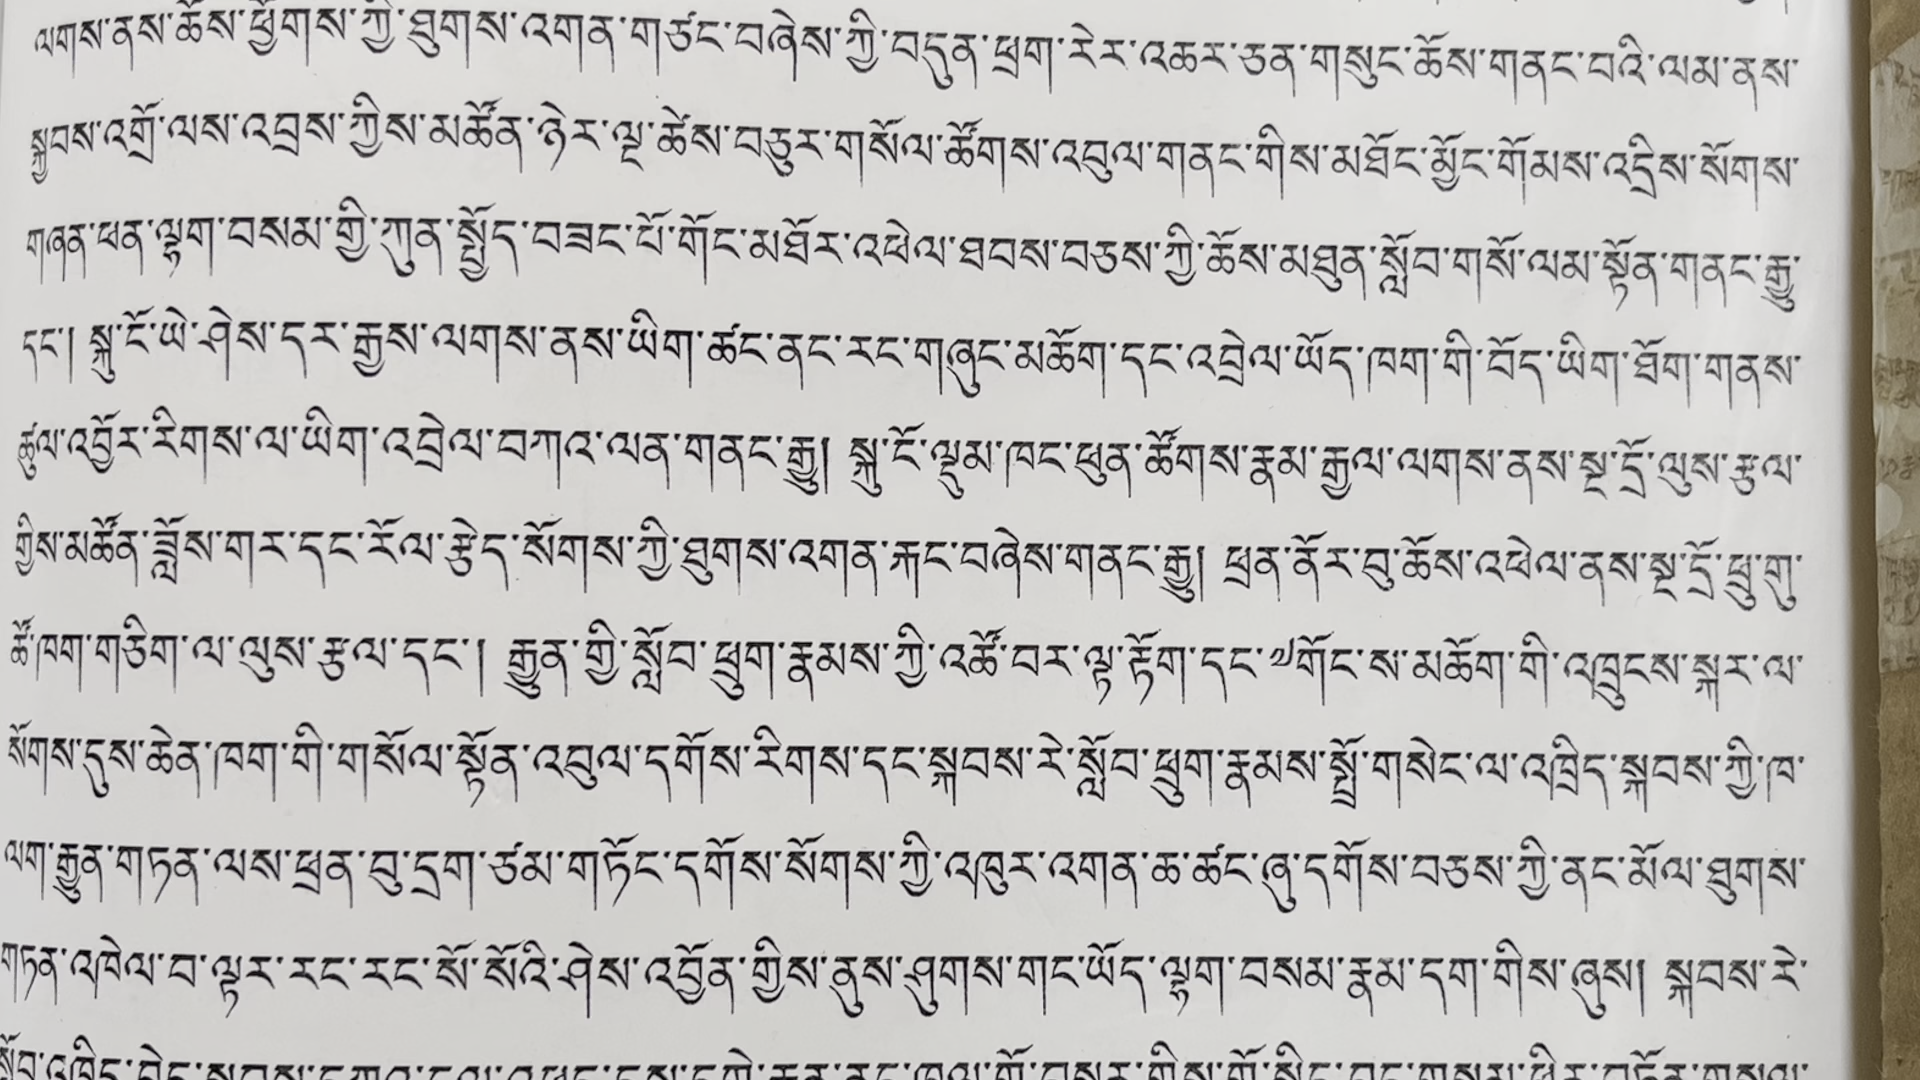 ལགས་ནས་ཆོས་ཕྱོགས་ཀྱི་ཐུགས་འགན་གཙང་བཞེས་ཀྱི་བདུན་ཕྲག་རེར་འཆར་ཅན་གསུང་ཆོས་གནང་བའི་ལམ་ནས་
སྐྱབས་འགྲོ་ལས་འབྲས་ཀྱིས་མཚོན་ཉེར་ལྔ་ཚེས་བཅུར་གསོལ་ཚོགས་འབུལ་གནང་གིས་མཐོང་མྱོང་གོམས་འདྲིས་སོགས་
གཞན་ཕན་ལྷག་བསམ་གྱི་ཀུན་སྤྱོད་བཟང་པོ་གོང་མཐོར་འཕེལ་ཐབས་བཅས་ཀྱི་ཆོས་མཐུན་སློབ་གསོ་ལམ་སྟོན་གནང་རྒྱུ་
དང་། སྐུ་ངོ་ཡེ་ཤེས་དར་རྒྱས་ལགས་ནས་ཡིག་ཚང་ནང་རང་གཞུང་མཆོག་དང་འབྲེལ་ཡོད་ཁག་གི་བོད་ཡིག་ཐོག་གནས་
ཚུལ་འབྱོར་རིགས་ལ་ཡིག་འབྲེལ་བཀའ་ལན་གནང་རྒྱུ། སྐུ་ངོ་ལྡུམ་ཁང་ཕུན་ཚོགས་རྣམ་རྒྱལ་ལགས་ནས་སྔ་དྲོ་ལུས་རྩལ་
གྱིས་མཚོན་ཟློས་གར་དང་རོལ་རྩེད་སོགས་ཀྱི་ཐུགས་འགན་རྐང་བཞེས་གནང་རྒྱུ། ཕྲན་ནོར་བུ་ཆོས་འཕེལ་ནས་སྔ་དྲོ་ཕྲུ་གུ་
ཚོ་ཁག་གཅིག་ལ་ལུས་རྩལ་དང་། རྒྱུན་གྱི་སློབ་ཕྲུག་རྣམས་ཀྱི་འཚོ་བར་ལྟ་རྟོག་དང་༧གོང་ས་མཆོག་གི་འཁྲུངས་སྐར་ལ་
སོགས་དུས་ཆེན་ཁག་གི་གསོལ་སྟོན་འབུལ་དགོས་རིགས་དང་སྐབས་རེ་སློབ་ཕྲུག་རྣམས་སྤྲོ་གསེང་ལ་འཁྲིད་སྐབས་ཀྱི་ཁ་
ལག་རྒྱུན་གཏན་ལས་ཕྲན་བུ་དྲག་ཙམ་གཏོང་དགོས་སོགས་ཀྱི་འཁུར་འགན་ཆ་ཚང་ཞུ་དགོས་བཅས་ཀྱི་ནང་མོལ་ཐུགས་
གཏན་འཁེལ་བ་ལྟར་རང་རང་སོ་སོའི་ཤེས་འབྱོན་གྱིས་ནུས་ཤུགས་གང་ཡོད་ལྷག་བསམ་རྣམ་དག་གིས་ཞུས། སྐབས་རེ་